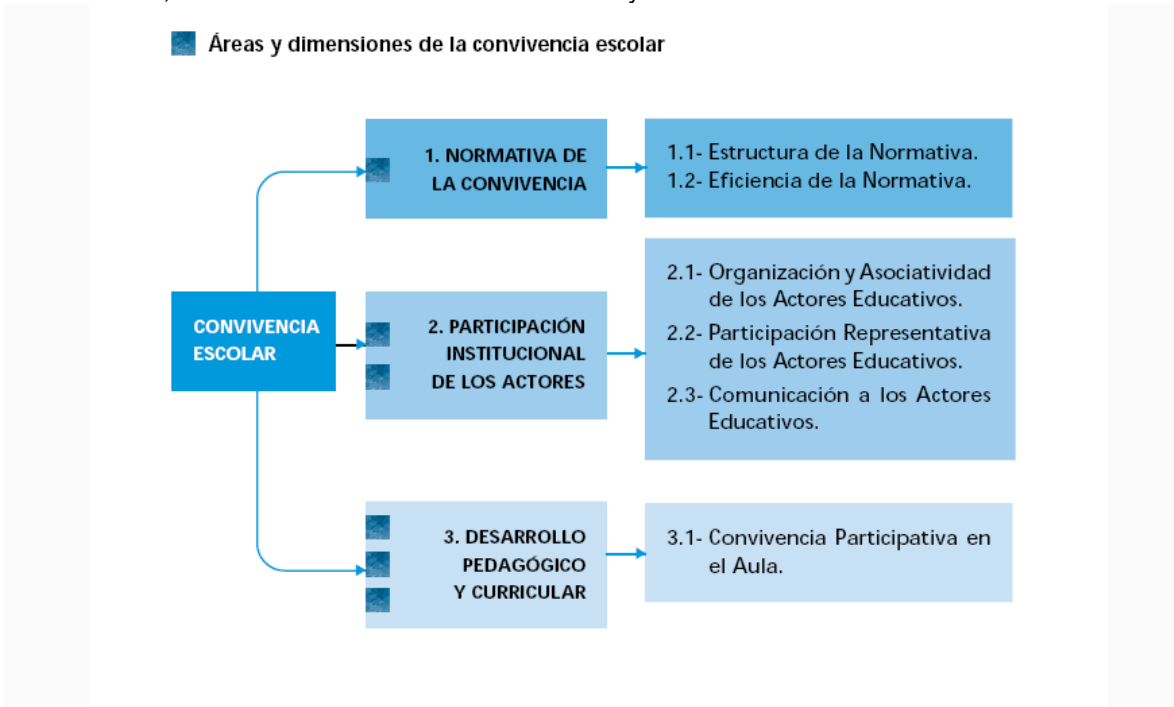 y
Áreas y dimensiones de la convivencia escolar
1. NORMATIVA DE
LA CONVIVENCIA
1.1- Estructura de la Normativa.
1.2- Eficiencia de la Normativa.
CONVIVENCIA
ESCOLAR
2. PARTICIPACIÓN
INSTITUCIONAL
DE LOS ACTORES
2.1- Organización y Asociatividad
de los Actores Educativos.
2.2- Participación Representativa
de los Actores Educativos.
2.3- Comunicación a los Actores
Educativos.
3. DESARROLLO
PEDAGÓGICO
Y CURRICULAR
3.1- Convivencia Participativa en
el Aula.